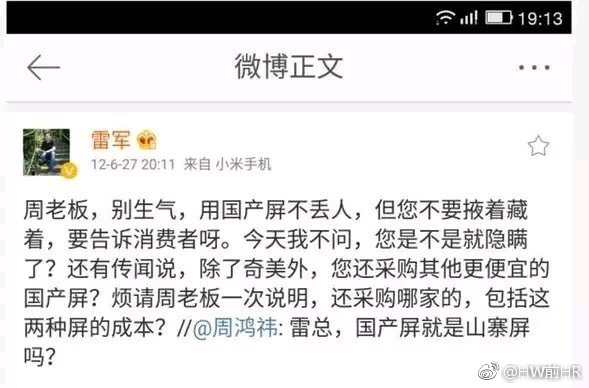 19:13
微博正文
雷军
12-6-27 20:11 来自 小米手机
周老板，别生气，用国产屏不丢人，但您不要掖着藏
着，要告诉消费者呀。今天我不问，您是不是就隐瞒
了？还有传闻说，除了奇美外，您还采购其他更便宜的
国产屏？烦请周老板一次说明，还采购哪家的，包括这
两种屏的成本？//@周鸿祎: 雷总，国产屏就是山寨屏
吗？
@HW前HR